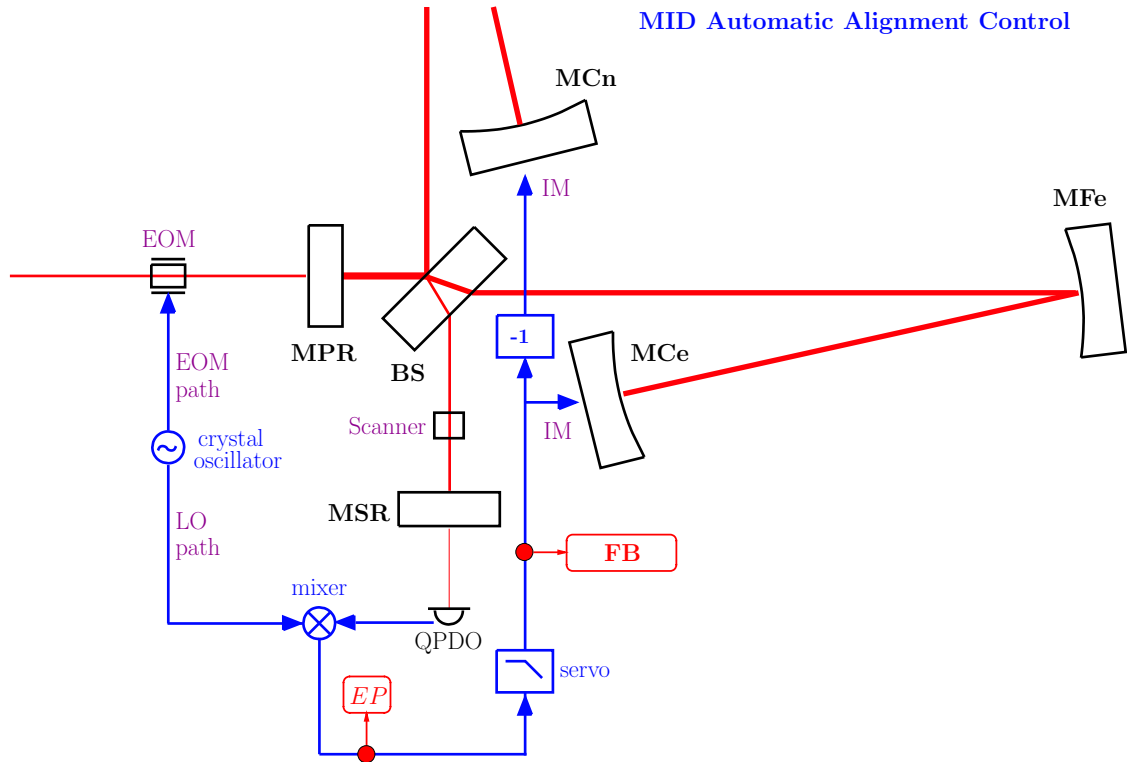 MID Automatic Alignment Control
MCn
IM
MFe
EOM
MPR
BS
-1
MCe
EOM
path
Scanner
IM
crystal
oscillator
MSR
LO
path
FB
mixer
QPDO
servo
EP